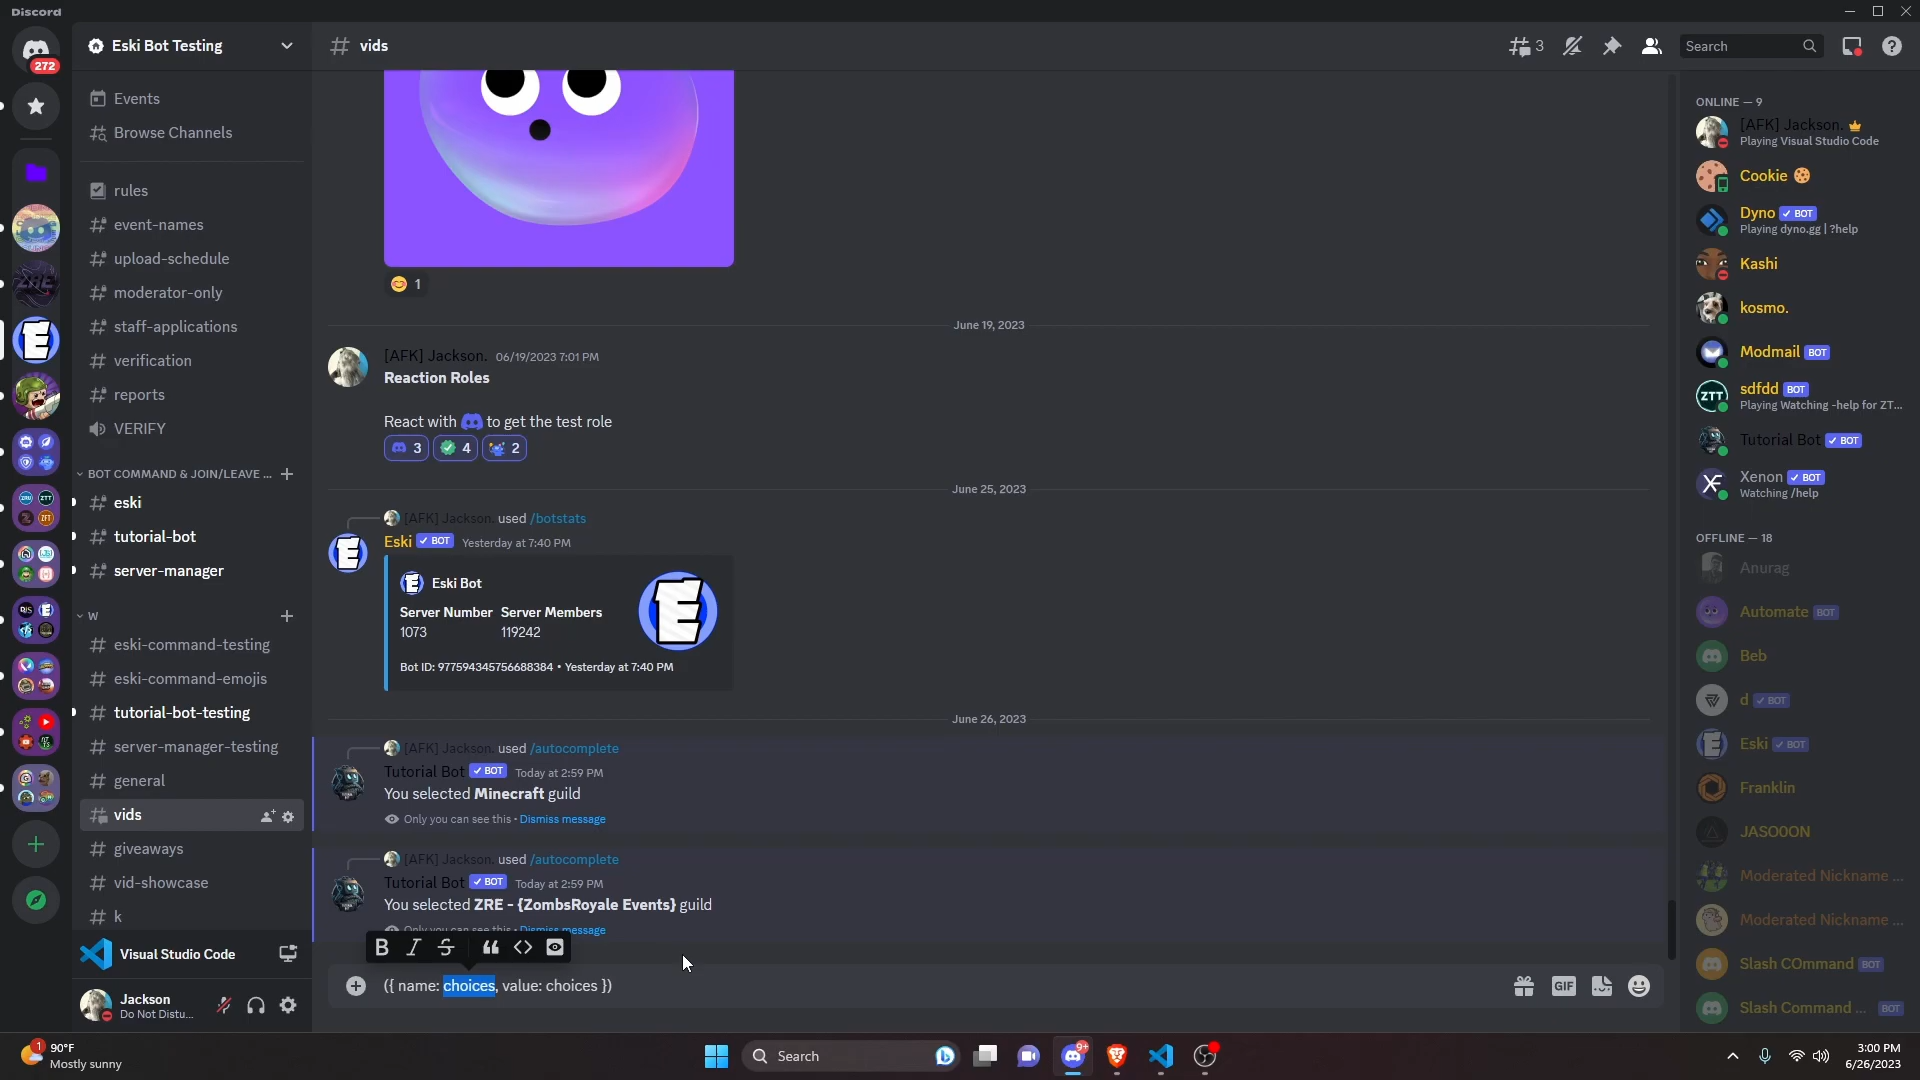 Discord
272
Eski Bot Testing
Events
Browse Channels
rules
event-names
upload-schedule
moderator-only
staff-applications
verification
reports
VERIFY
BOT COMMAND & JOIN/LEAVE ...
eski
tutorial-bot
server-manager
W
eski-command-testing
eski-command-emojis
tutorial-bot-testing
server-manager-testing
general
vids
giveaways
vid-showcase
k
Visual Studio Code
Jackson
Do Not Distu...
vids
3
Search
1
June 19, 2023
[AFK] Jackson. 06/19/2023 7:01 PM
Reaction Roles
React with to get the test role
3 4 2
June 25, 2023
[AFK] Jackson. used /botstats
Eski BOT Yesterday at 7:40 PM
Eski Bot
Server Number Server Members
1073 119242
Bot ID: 977594345756688384 • Yesterday at 7:40 PM
June 26, 2023
[AFK] Jackson. used /autocomplete
Tutorial Bot BOT Today at 2:59 PM
You selected Minecraft guild
Only you can see this • Dismiss message
[AFK] Jackson. used /autocomplete
Tutorial Bot BOT Today at 2:59 PM
You selected ZRE - {ZombsRoyale Events} guild
Only you can see this • Dismiss message
B I S
({ name: choices, value: choices })
GIF
ONLINE — 9
[AFK] Jackson.
Playing Visual Studio Code
Cookie
Dyno BOT
Playing dyno.gg | ?help
Kashi
kosmo.
Modmail BOT
sdfdd BOT
Playing Watching -help for ZT...
Tutorial Bot BOT
Xenon BOT
Watching /help
OFFLINE — 18
Anurag
Automate BOT
Beb
d BOT
Eski BOT
Franklin
JASO0ON
Moderated Nickname ...
Moderated Nickname ...
Slash COmmand BOT
Slash Command ... BOT
1
90°F
Mostly sunny
Search
9+
3:00 PM
6/26/2023